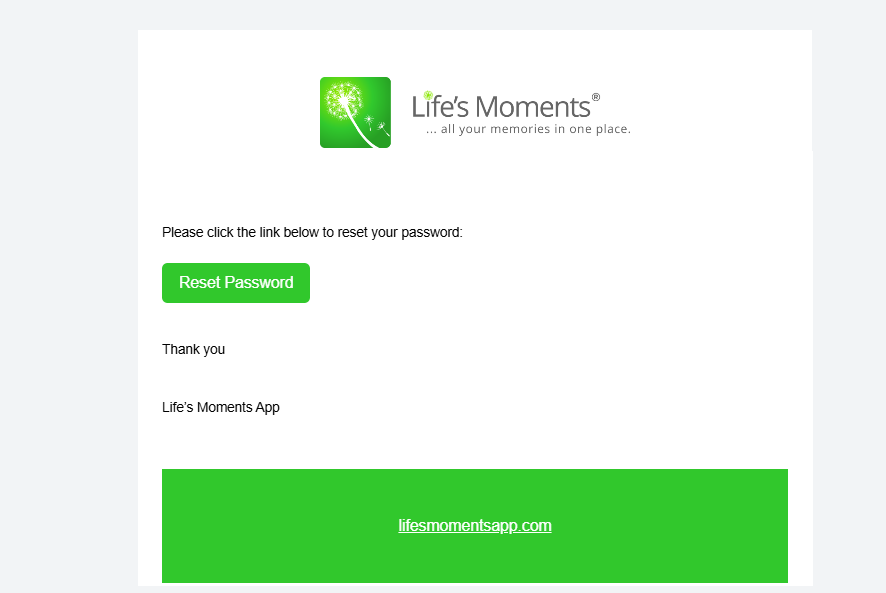 Life's Moments®
... all your memories in one place.
Please click the link below to reset your password:
Reset Password
Thank you
Life’s Moments App
lifesmomentsapp.com